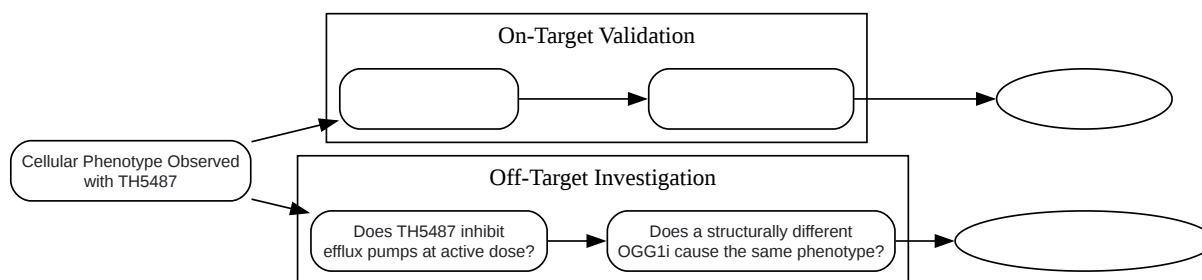 On-Target Validation
Cellular Phenotype Observed
with TH5487
Off-Target Investigation
Does TH5487 inhibit
efflux pumps at active dose?
Does a structurally different
OGG1i cause the same phenotype?